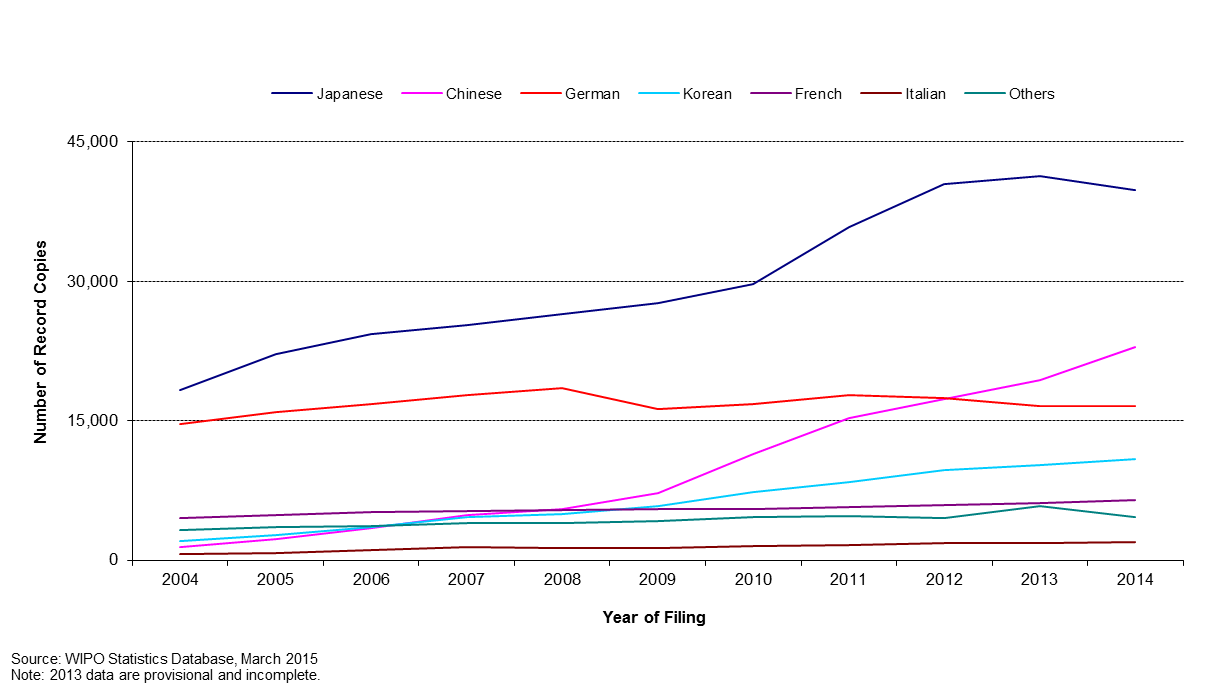 Japanese Chinese German Korean French Italian Others
45,000
30,000
15,000
0
Number of Record Copies
2004 2005 2006 2007 2008 2009 2010 2011 2012 2013 2014
Year of Filing
Source: WIPO Statistics Database, March 2015
Note: 2013 data are provisional and incomplete.